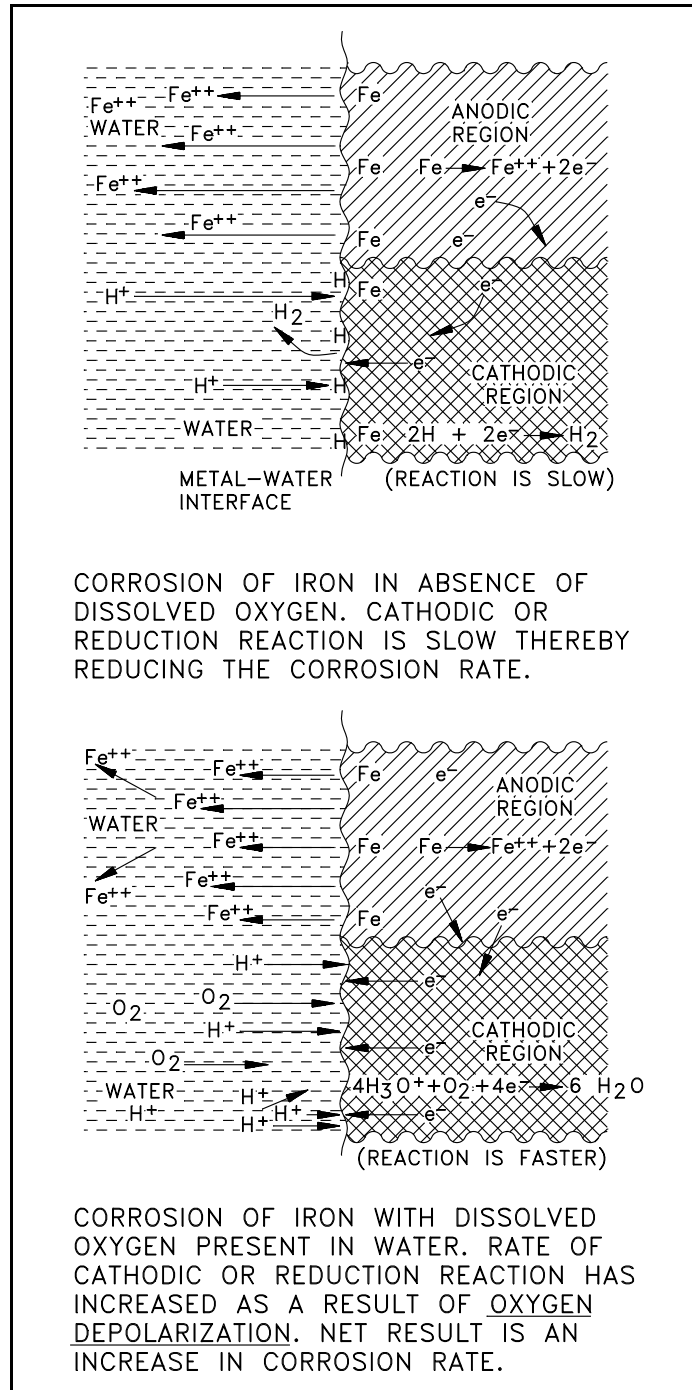 Fe++ Fe++ Fe
WATER Fe++ ANODIC
REGION
Fe++ Fe Fe → Fe++ +2e−
e−
Fe++ Fe e−
H
H+ Fe e−
H2
H
e−
CATHODIC
H+ H REGION
WATER H Fe 2H + 2e− → H2
METAL–WATER (REACTION IS SLOW)
INTERFACE
CORROSION OF IRON IN ABSENCE OF
DISSOLVED OXYGEN. CATHODIC OR
REDUCTION REACTION IS SLOW THEREBY
REDUCING THE CORROSION RATE.
Fe++ Fe++ Fe e−
ANODIC
Fe++ REGION
WATER
Fe++ Fe Fe → Fe++ +2e−
Fe++ Fe++ e−
Fe++ Fe e−
H+
e−
O2 O2
H+ CATHODIC
e− REGION
O2
WATER H+ 4H3O+ +O2 +4e− → 6 H2O
H+ H+ e−
H+
(REACTION IS FASTER)
CORROSION OF IRON WITH DISSOLVED
OXYGEN PRESENT IN WATER. RATE OF
CATHODIC OR REDUCTION REACTION HAS
INCREASED AS A RESULT OF OXYGEN
DEPOLARIZATION. NET RESULT IS AN
INCREASE IN CORROSION RATE.